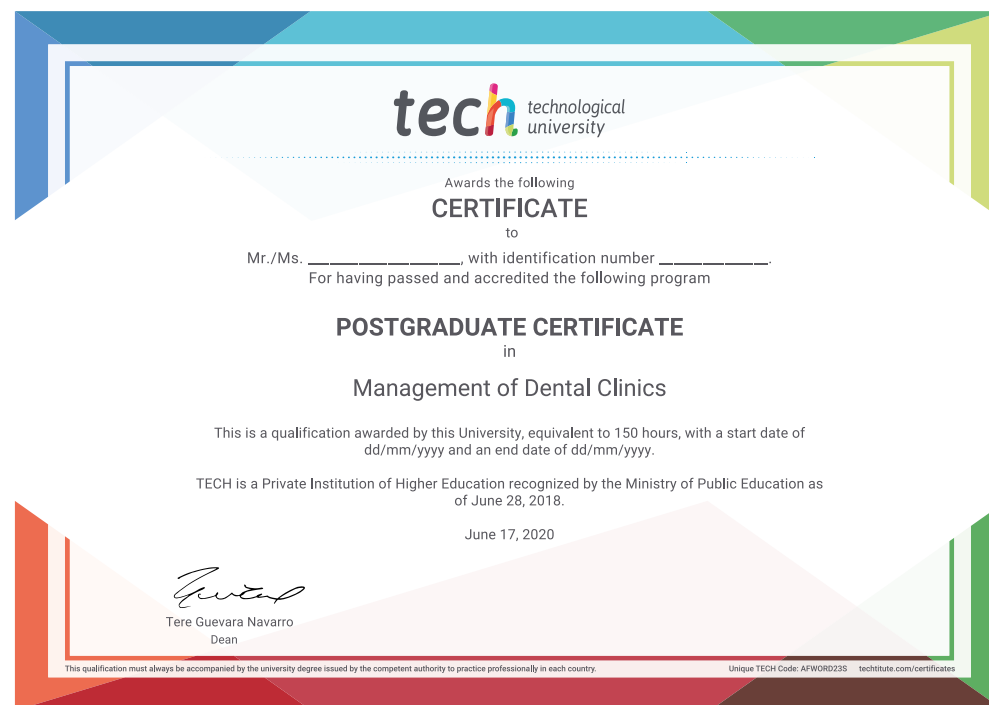 tech technological
university
Awards the following
CERTIFICATE
to
Mr./Ms. ____________________, with identification number ______________.
For having passed and accredited the following program
POSTGRADUATE CERTIFICATE
in
Management of Dental Clinics
This is a qualification awarded by this University, equivalent to 150 hours, with a start date of
dd/mm/yyyy and an end date of dd/mm/yyyy.
TECH is a Private Institution of Higher Education recognized by the Ministry of Public Education as
of June 28, 2018.
June 17, 2020
Tere Guevara Navarro
Dean
This qualification must always be accompanied by the university degree issued by the competent authority to practice professionally in each country.
Unique TECH Code: AFWORD23S techtitute.com/certificates